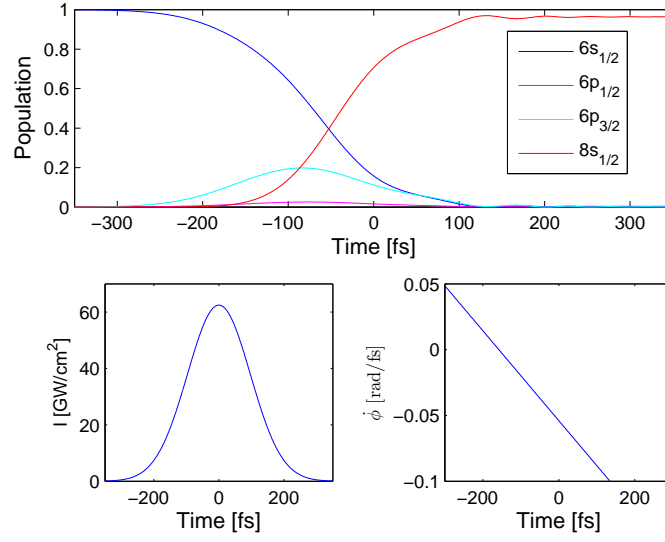 1
0.8
0.6
0.4
0.2
0
Population
6s1/2
6p1/2
6p3/2
8s1/2
−300 −200 −100 0 100 200 300
Time [fs]
60
40
20
0
I [GW/cm2]
−200 0 200
Time [fs]
0.05
0
−0.05
−0.1
ϕ̇ [rad/fs]
−200 0 200
Time [fs]